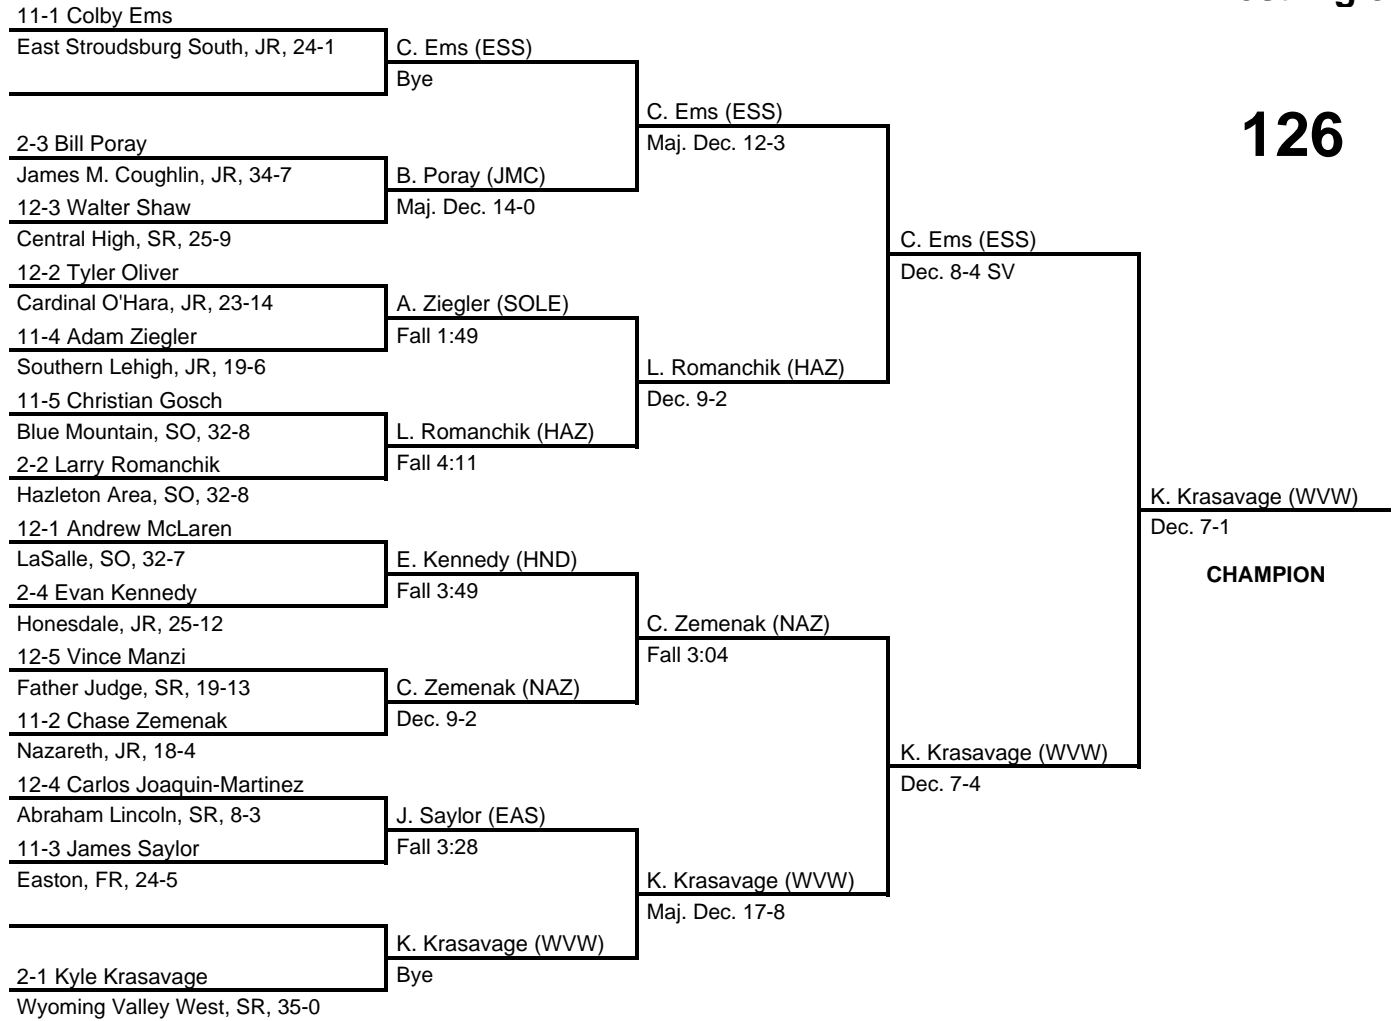 11-1 Colby Ems
East Stroudsburg South, JR, 24-1
2-3 Bill Poray
James M. Coughlin, JR, 34-7
12-3 Walter Shaw
Central High, SR, 25-9
12-2 Tyler Oliver
Cardinal O'Hara, JR, 23-14
11-4 Adam Ziegler
Southern Lehigh, JR, 19-6
11-5 Christian Gosch
Blue Mountain, SO, 32-8
2-2 Larry Romanchik
Hazleton Area, SO, 32-8
12-1 Andrew McLaren
LaSalle, SO, 32-7
2-4 Evan Kennedy
Honesdale, JR, 25-12
12-5 Vince Manzi
Father Judge, SR, 19-13
11-2 Chase Zemenak
Nazareth, JR, 18-4
12-4 Carlos Joaquin-Martinez
Abraham Lincoln, SR, 8-3
11-3 James Saylor
Easton, FR, 24-5
2-1 Kyle Krasavage
Wyoming Valley West, SR, 35-0
C. Ems (ESS)
Bye
B. Poray (JMC)
Maj. Dec. 14-0
A. Ziegler (SOLE)
Fall 1:49
L. Romanchik (HAZ)
Fall 4:11
E. Kennedy (HND)
Fall 3:49
C. Zemenak (NAZ)
Dec. 9-2
J. Saylor (EAS)
Fall 3:28
K. Krasavage (WVW)
Bye
C. Ems (ESS)
Maj. Dec. 12-3
L. Romanchik (HAZ)
Dec. 9-2
C. Zemenak (NAZ)
Fall 3:04
K. Krasavage (WVW)
Maj. Dec. 17-8
C. Ems (ESS)
Dec. 8-4 SV
K. Krasavage (WVW)
Dec. 7-4
126
K. Krasavage (WVW)
Dec. 7-1
CHAMPION